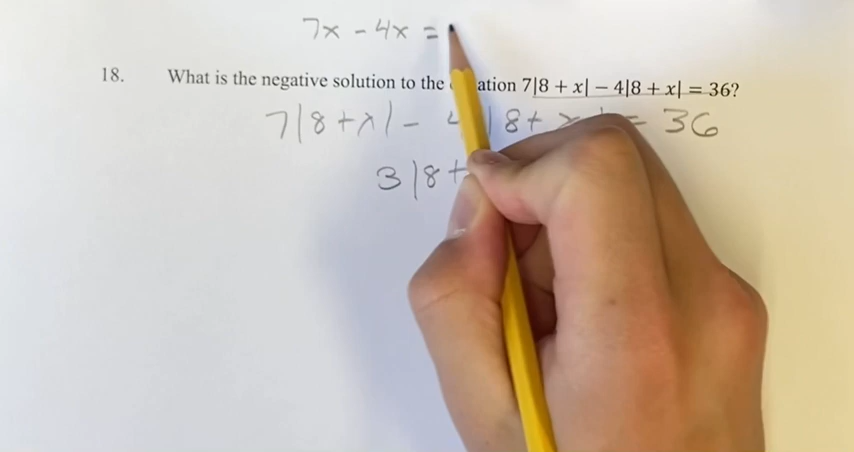 7x - 4x =
18. What is the negative solution to the ation 7|8 + x| − 4|8 + x| = 36?
7|8+x| - 4|8+ x| = 36
3|8+